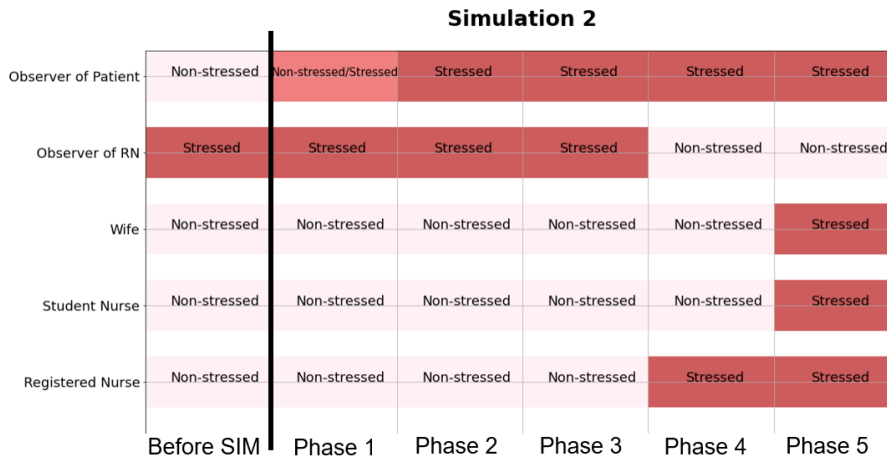 Simulation 2
Observer of Patient Non-stressed Non-stressed/Stressed Stressed Stressed Stressed Stressed
Observer of RN Stressed Stressed Stressed Stressed Non-stressed Non-stressed
Wife Non-stressed Non-stressed Non-stressed Non-stressed Non-stressed Stressed
Student Nurse Non-stressed Non-stressed Non-stressed Non-stressed Non-stressed Stressed
Registered Nurse Non-stressed Non-stressed Non-stressed Non-stressed Stressed Stressed
Before SIM Phase 1 Phase 2 Phase 3 Phase 4 Phase 5